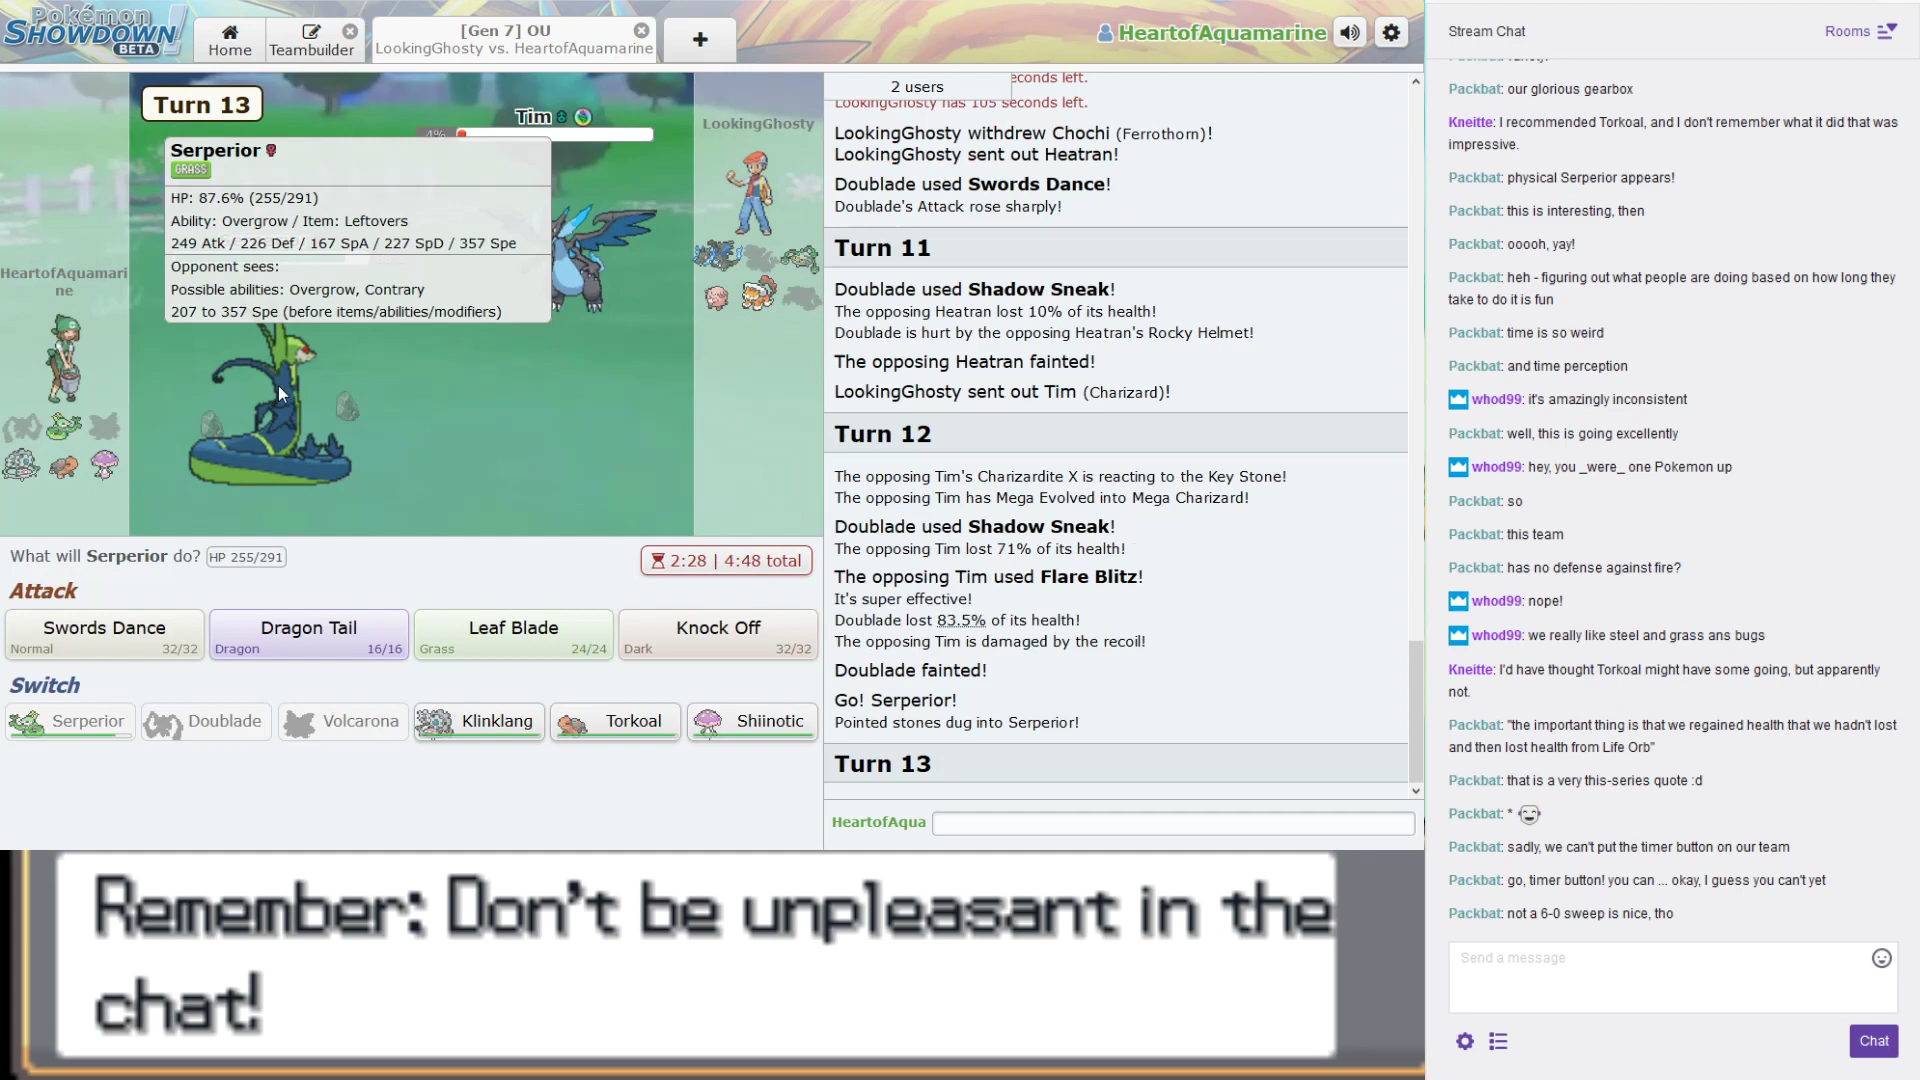 Pokémon
SHOWDOWN
BETA
Home
Teambuilder
[Gen 7] OU
LookingGhosty vs. HeartofAquamarine
+
HeartofAquamarine
Turn 13
Tim
4%
Serperior
GRASS
HP: 87.6% (255/291)
Ability: Overgrow / Item: Leftovers
249 Atk / 226 Def / 167 SpA / 227 SpD / 357 Spe
Opponent sees:
Possible abilities: Overgrow, Contrary
207 to 357 Spe (before items/abilities/modifiers)
HeartofAquamari
ne
LookingGhosty
What will Serperior do? HP 255/291
2:28 | 4:48 total
Attack
Swords Dance
Normal 32/32
Dragon Tail
Dragon 16/16
Leaf Blade
Grass 24/24
Knock Off
Dark 32/32
Switch
Serperior
Doublade
Volcarona
Klinklang
Torkoal
Shiinotic
2 users
econds left.
LookingGhosty has 105 seconds left.
LookingGhosty withdrew Chochi (Ferrothorn)!
LookingGhosty sent out Heatran!
Doublade used Swords Dance!
Doublade's Attack rose sharply!
Turn 11
Doublade used Shadow Sneak!
The opposing Heatran lost 10% of its health!
Doublade is hurt by the opposing Heatran's Rocky Helmet!
The opposing Heatran fainted!
LookingGhosty sent out Tim (Charizard)!
Turn 12
The opposing Tim's Charizardite X is reacting to the Key Stone!
The opposing Tim has Mega Evolved into Mega Charizard!
Doublade used Shadow Sneak!
The opposing Tim lost 71% of its health!
The opposing Tim used Flare Blitz!
It's super effective!
Doublade lost 83.5% of its health!
The opposing Tim is damaged by the recoil!
Doublade fainted!
Go! Serperior!
Pointed stones dug into Serperior!
Turn 13
HeartofAqua
Remember: Don't be unpleasant in the
chat!
Stream Chat
Rooms
Packbat: our glorious gearbox
Kneitte: I recommended Torkoal, and I don't remember what it did that was
impressive.
Packbat: physical Serperior appears!
Packbat: this is interesting, then
Packbat: ooooh, yay!
Packbat: heh - figuring out what people are doing based on how long they
take to do it is fun
Packbat: time is so weird
Packbat: and time perception
whod99: it's amazingly inconsistent
Packbat: well, this is going excellently
whod99: hey, you _were_ one Pokemon up
Packbat: so
Packbat: this team
Packbat: has no defense against fire?
whod99: nope!
whod99: we really like steel and grass ans bugs
Kneitte: I'd have thought Torkoal might have some going, but apparently
not.
Packbat: "the important thing is that we regained health that we hadn't lost
and then lost health from Life Orb"
Packbat: that is a very this-series quote :d
Packbat: *
Packbat: sadly, we can't put the timer button on our team
Packbat: go, timer button! you can ... okay, I guess you can't yet
Packbat: not a 6-0 sweep is nice, tho
Send a message
Chat